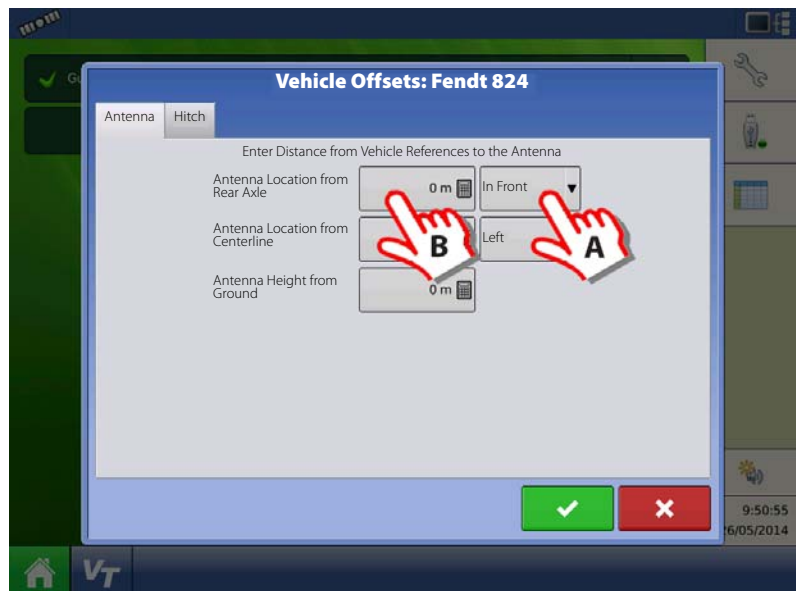 Gu
Vehicle Offsets: Fendt 824
Antenna Hitch
Enter Distance from Vehicle References to the Antenna
Antenna Location from
Rear Axle
0 m In Front
Antenna Location from
Centerline
Left
B
A
Antenna Height from
Ground
0 m
9:50:55
6/05/2014
VT